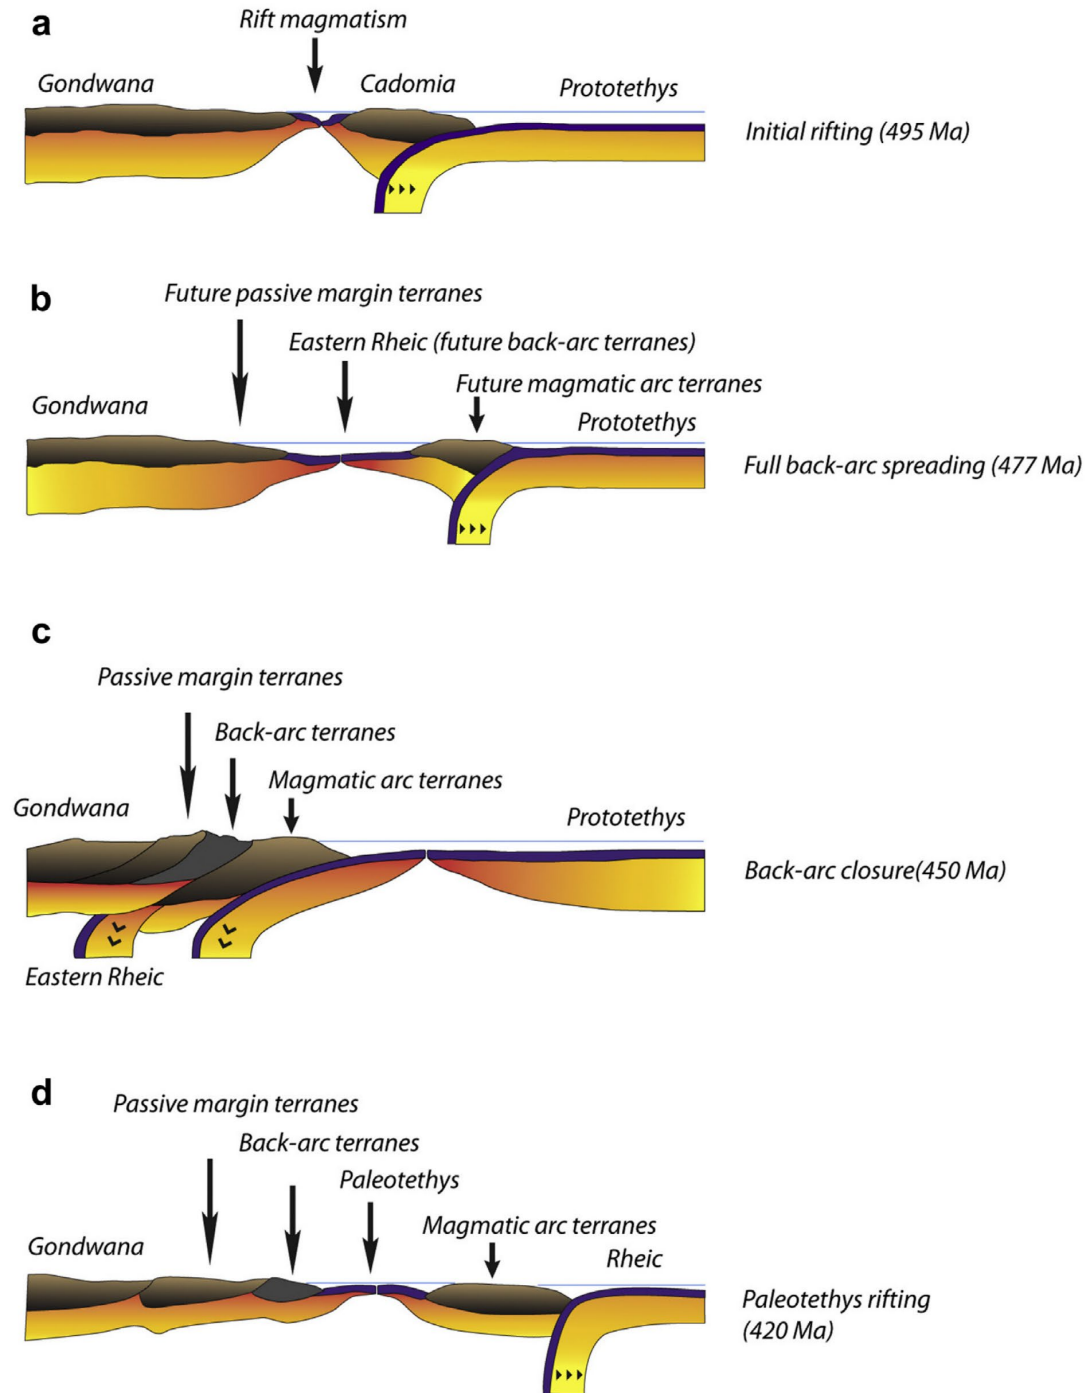 a
Rift magmatism
Gondwana
Cadomia
Prototethys
Initial rifting (495 Ma)
b
Future passive margin terranes
Eastern Rheic (future back-arc terranes)
Future magmatic arc terranes
Gondwana
Prototethys
Full back-arc spreading (477 Ma)
c
Passive margin terranes
Back-arc terranes
Magmatic arc terranes
Gondwana
Prototethys
Back-arc closure(450 Ma)
Eastern Rheic
d
Passive margin terranes
Back-arc terranes
Paleotethys
Magmatic arc terranes
Gondwana
Rheic
Paleotethys rifting
(420 Ma)